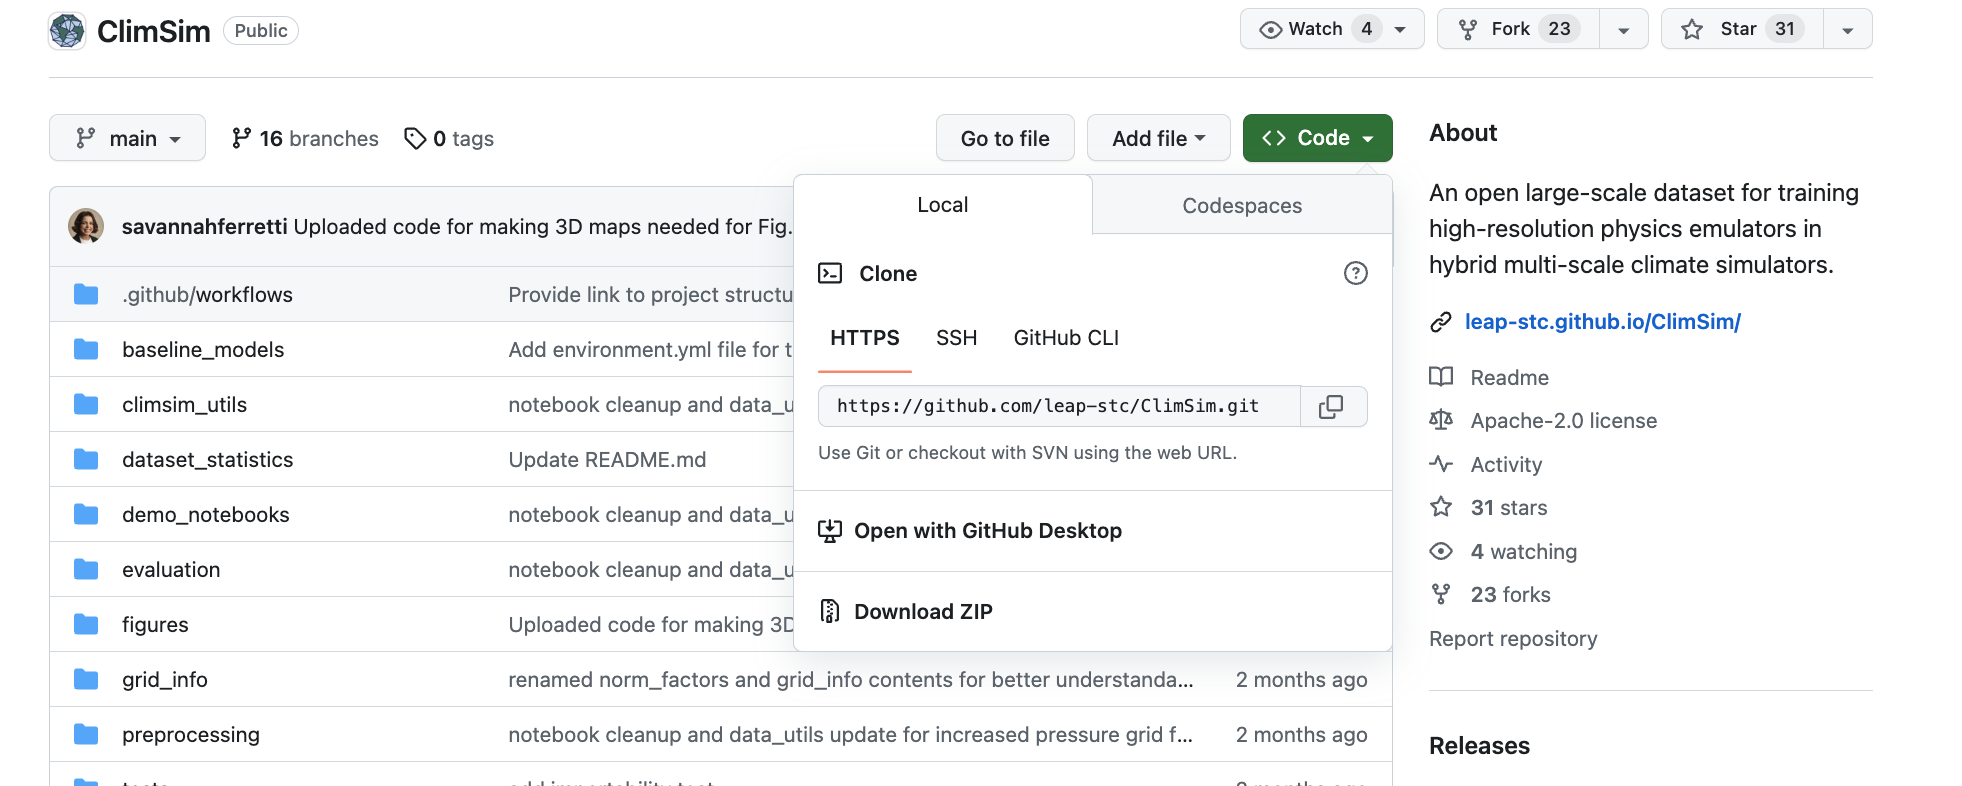 ClimSim Public Watch 4 Fork 23 Star 31
main 16 branches 0 tags Go to file Add file Code
savannahferretti Uploaded code for making 3D maps needed for Fig.
.github/workflows Provide link to project structu
baseline_models Add environment.yml file for t
climsim_utils notebook cleanup and data_u
dataset_statistics Update README.md
demo_notebooks notebook cleanup and data_u
evaluation notebook cleanup and data_u
figures Uploaded code for making 3D
grid_info renamed norm_factors and grid_info contents for better understanda... 2 months ago
preprocessing notebook cleanup and data_utils update for increased pressure grid f... 2 months ago
tests add importability test
Local Codespaces
Clone
HTTPS SSH GitHub CLI
https://github.com/leap-stc/ClimSim.git
Use Git or checkout with SVN using the web URL.
Open with GitHub Desktop
Download ZIP
About
An open large-scale dataset for training
high-resolution physics emulators in
hybrid multi-scale climate simulators.
leap-stc.github.io/ClimSim/
Readme
Apache-2.0 license
Activity
31 stars
4 watching
23 forks
Report repository
Releases